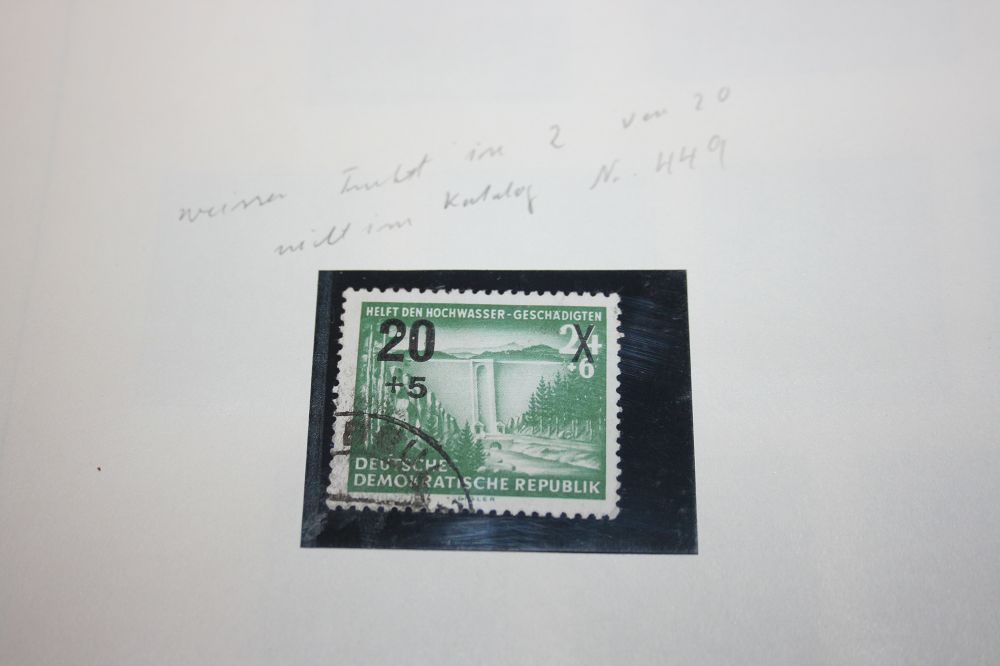 weisser Punkt in 2 von 20
nicht im Katalog Nr. 449
HELFT DEN HOCHWASSER-GESCHÄDIGTEN
20
24
X
+5
+6
DEUTSCHE
DEMOKRATISCHE REPUBLIK